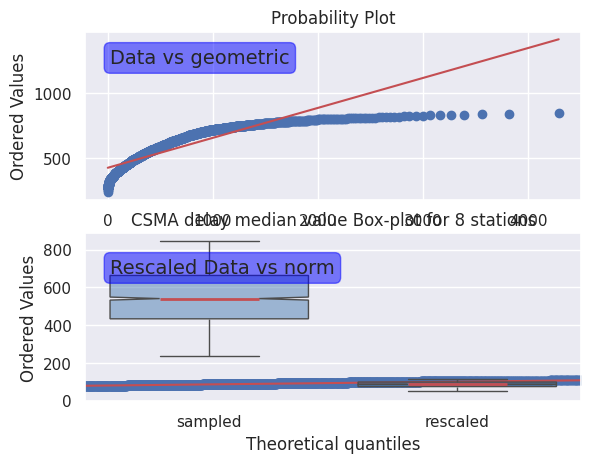 Probability Plot
Data vs geometric
Ordered Values
1000
500
0 1000 2000 3000 4000
CSMA delay median value Box-plot for 8 stations
Rescaled Data vs norm
Ordered Values
800
600
400
200
0
sampled rescaled
Theoretical quantiles